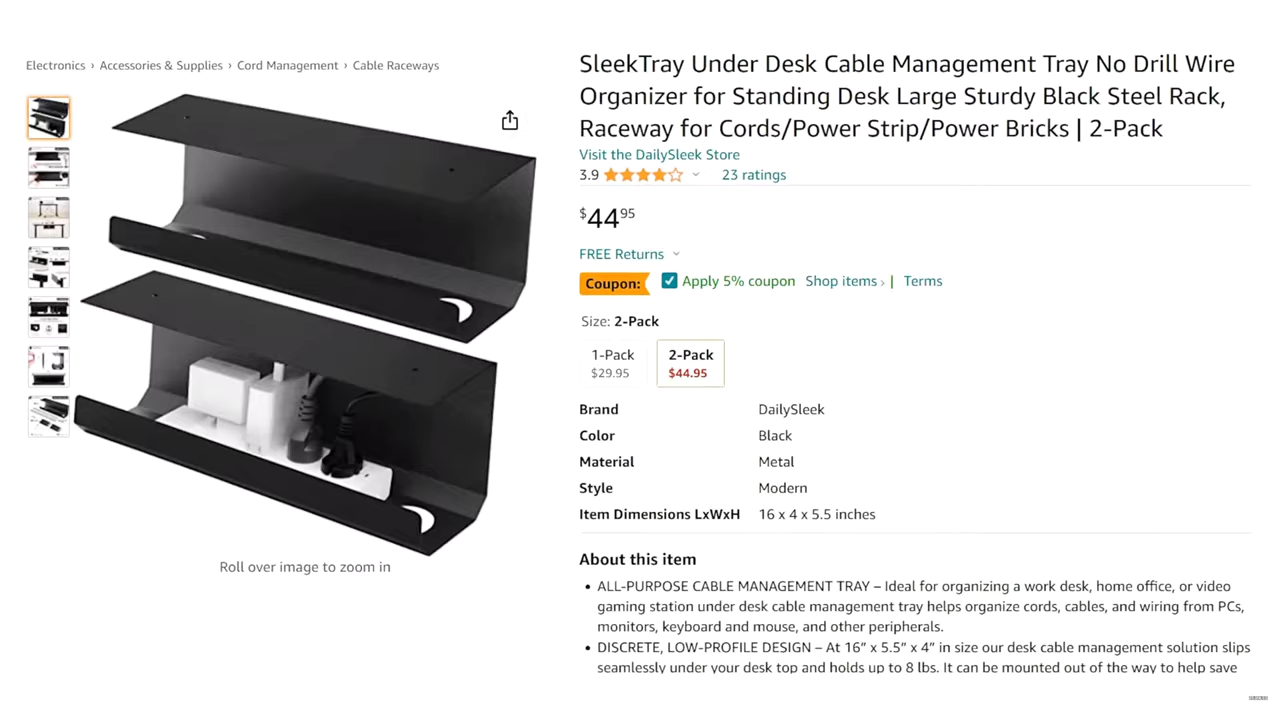 Electronics › Accessories & Supplies › Cord Management › Cable Raceways
SleekTray Under Desk Cable Management Tray No Drill Wire
Organizer for Standing Desk Large Sturdy Black Steel Rack,
Raceway for Cords/Power Strip/Power Bricks | 2-Pack
Visit the DailySleek Store
3.9 23 ratings
$44.95
FREE Returns
Coupon: Apply 5% coupon Shop items › | Terms
Size: 2-Pack
1-Pack 2-Pack
$29.95 $44.95
Brand DailySleek
Color Black
Material Metal
Style Modern
Item Dimensions LxWxH 16 x 4 x 5.5 inches
About this item
• ALL-PURPOSE CABLE MANAGEMENT TRAY – Ideal for organizing a work desk, home office, or video
gaming station under desk cable management tray helps organize cords, cables, and wiring from PCs,
monitors, keyboard and mouse, and other peripherals.
• DISCRETE, LOW-PROFILE DESIGN – At 16” x 5.5” x 4” in size our desk cable management solution slips
seamlessly under your desk top and holds up to 8 lbs. It can be mounted out of the way to help save
Roll over image to zoom in